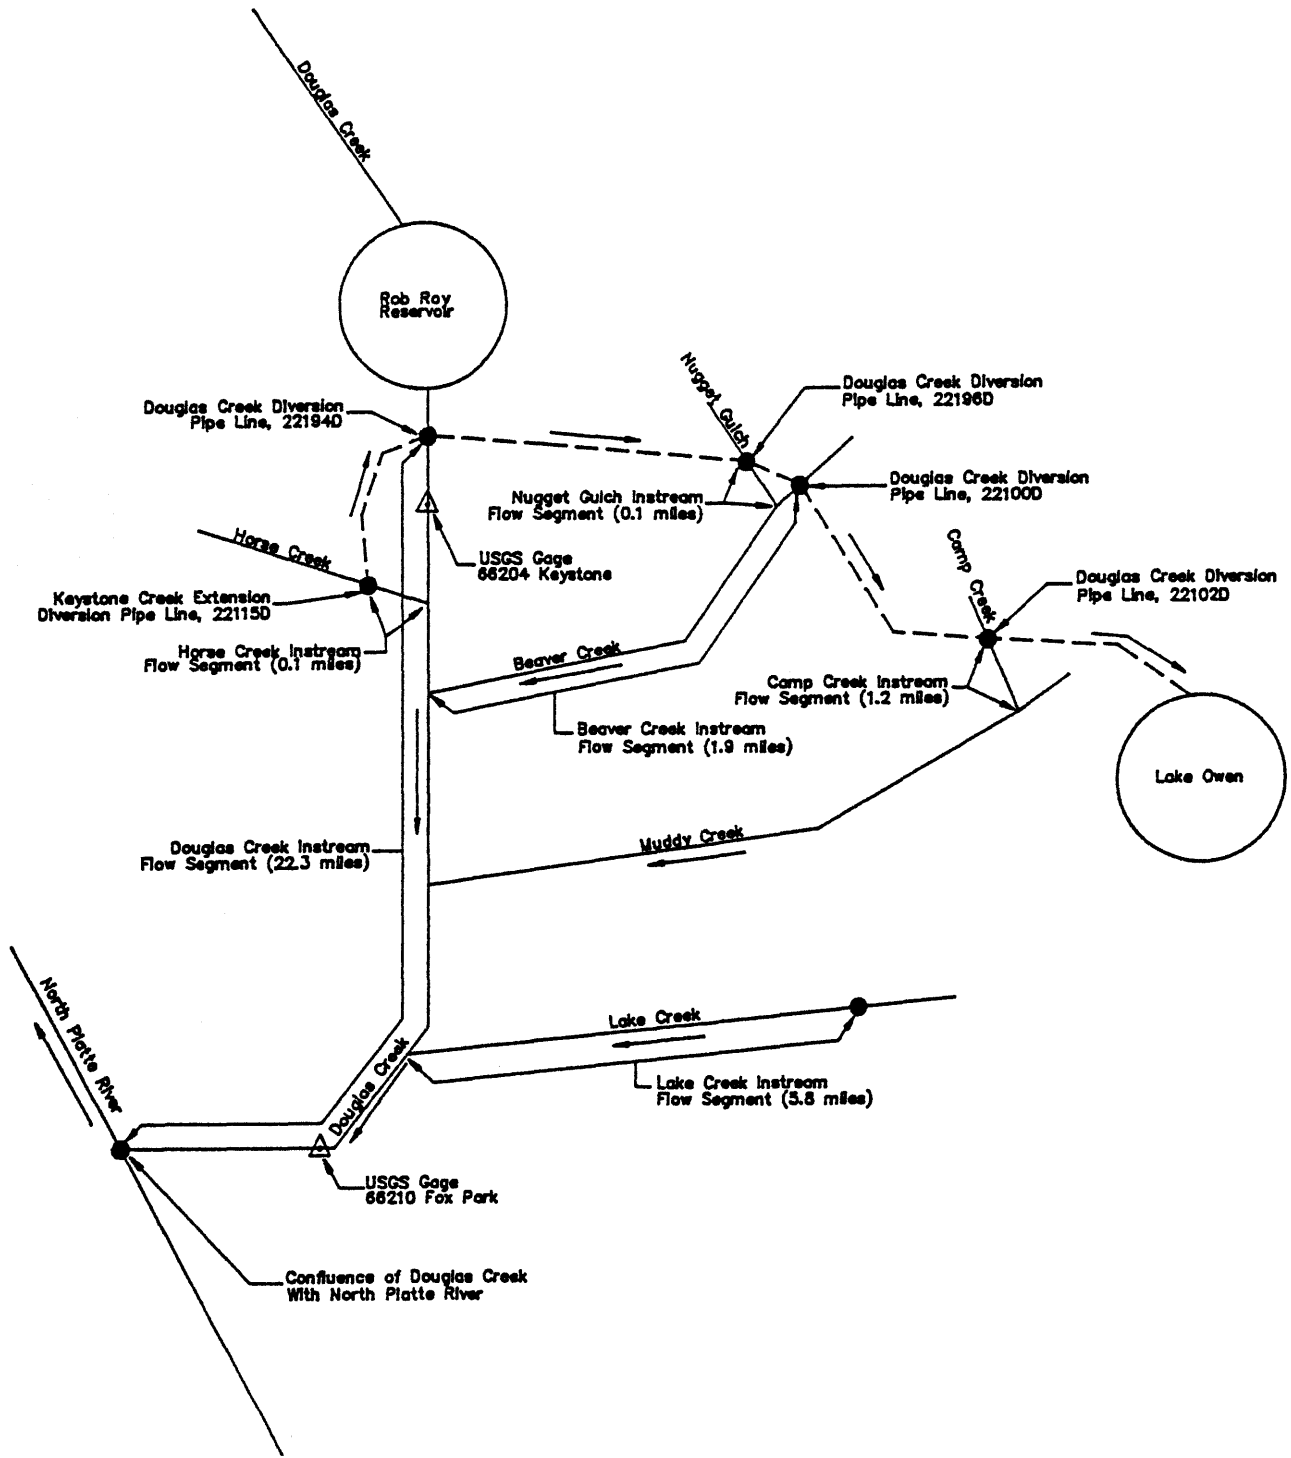 Douglas Creek
Rob Roy
Reservoir
Nugget Gulch
Douglas Creek Diversion
Pipe Line, 22196D
Douglas Creek Diversion
Pipe Line, 22194D
Douglas Creek Diversion
Pipe Line, 22100D
Nugget Gulch Instream
Flow Segment (0.1 miles)
Horse Creek
USGS Gage
66204 Keystone
Camp Creek
Douglas Creek Diversion
Pipe Line, 22102D
Keystone Creek Extension
Diversion Pipe Line, 22115D
Horse Creek Instream
Flow Segment (0.1 miles)
Beaver Creek
Camp Creek Instream
Flow Segment (1.2 miles)
Beaver Creek Instream
Flow Segment (1.9 miles)
Lake Owen
Douglas Creek Instream
Flow Segment (22.3 miles)
Muddy Creek
North Platte River
Lake Creek
Douglas Creek
Lake Creek Instream
Flow Segment (5.8 miles)
USGS Gage
66210 Fox Park
Confluence of Douglas Creek
With North Platte River